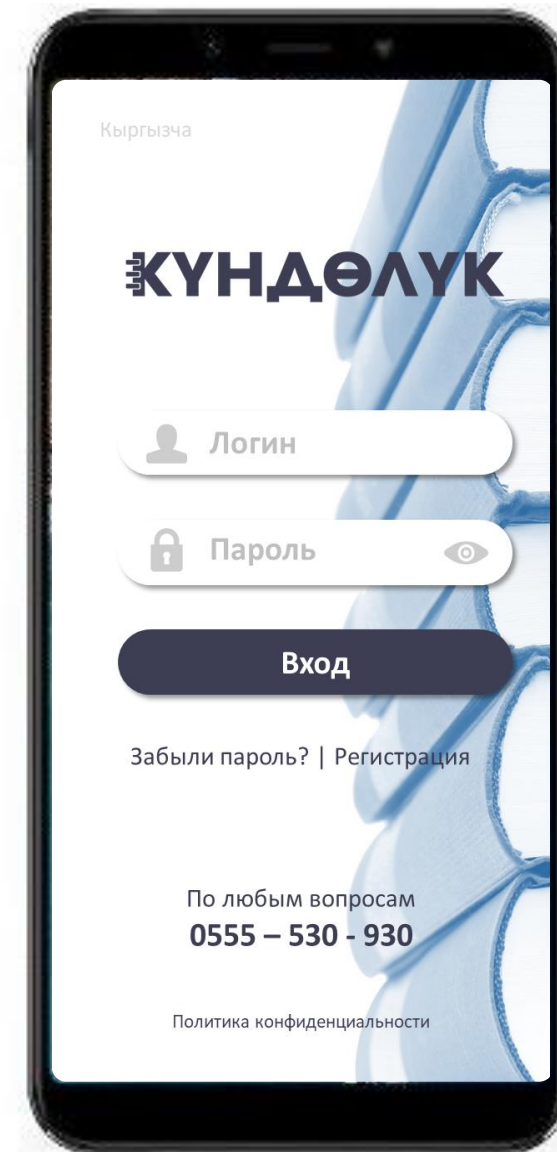 Кыргызча
КҮНДӨЛҮК
Логин
Пароль
Вход
Забыли пароль? | Регистрация
По любым вопросам
0555 – 530 - 930
Политика конфиденциальности